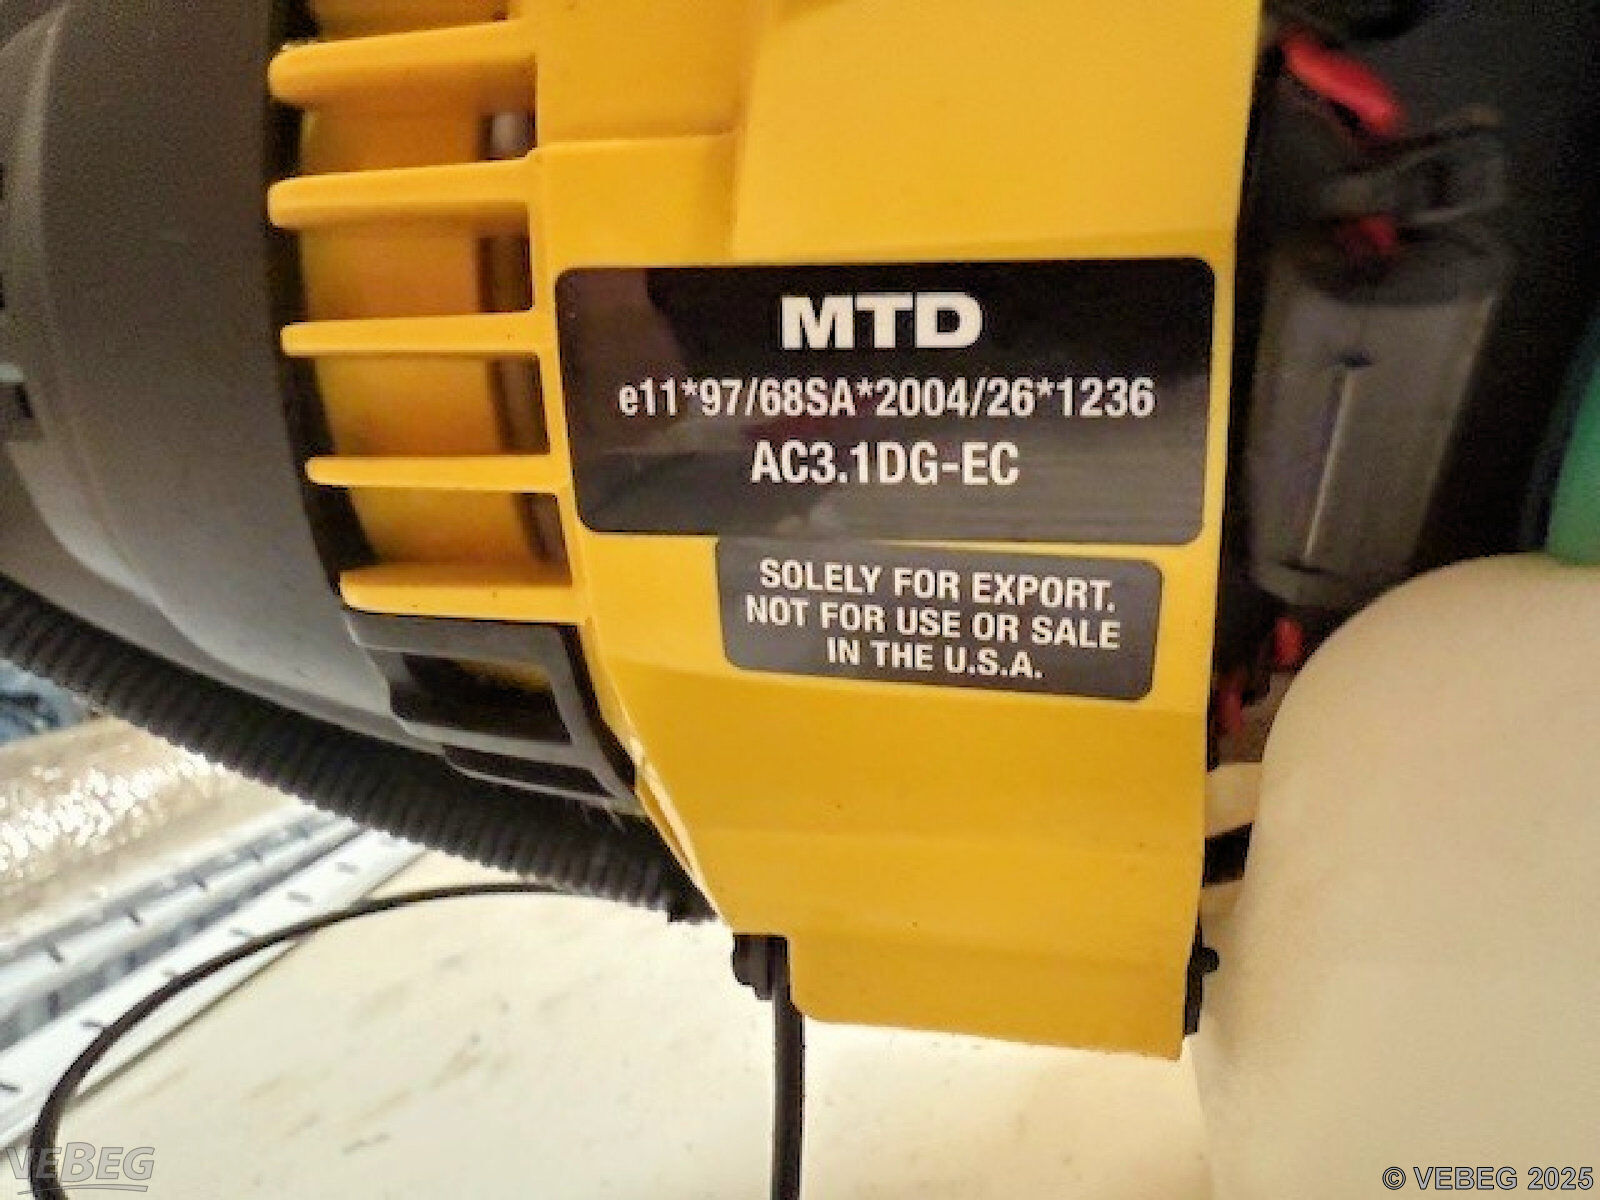 MTD
e11*97/68SA*2004/26*1236
AC3.1DG-EC
SOLELY FOR EXPORT.
NOT FOR USE OR SALE
IN THE U.S.A.
VEBEG
© VEBEG 2025